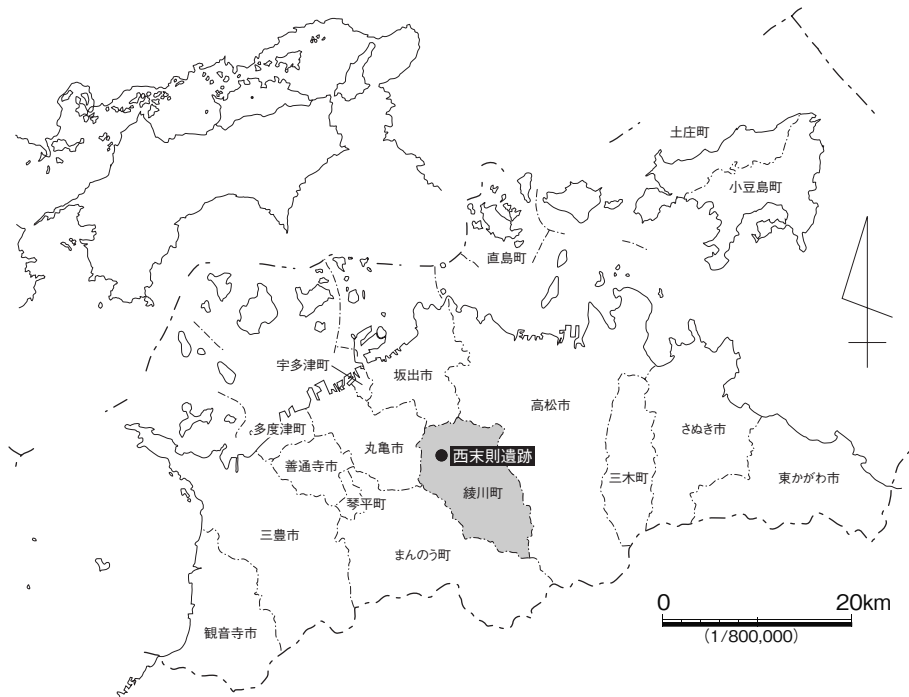 土庄町
小豆島町
直島町
宇多津町
坂出市
高松市
多度津町
丸亀市
さぬき市
善通寺市
西末則遺跡
三木町
東かがわ市
綾川町
琴平町
三豊市
まんのう町
観音寺市
0 20km
(1/800,000)